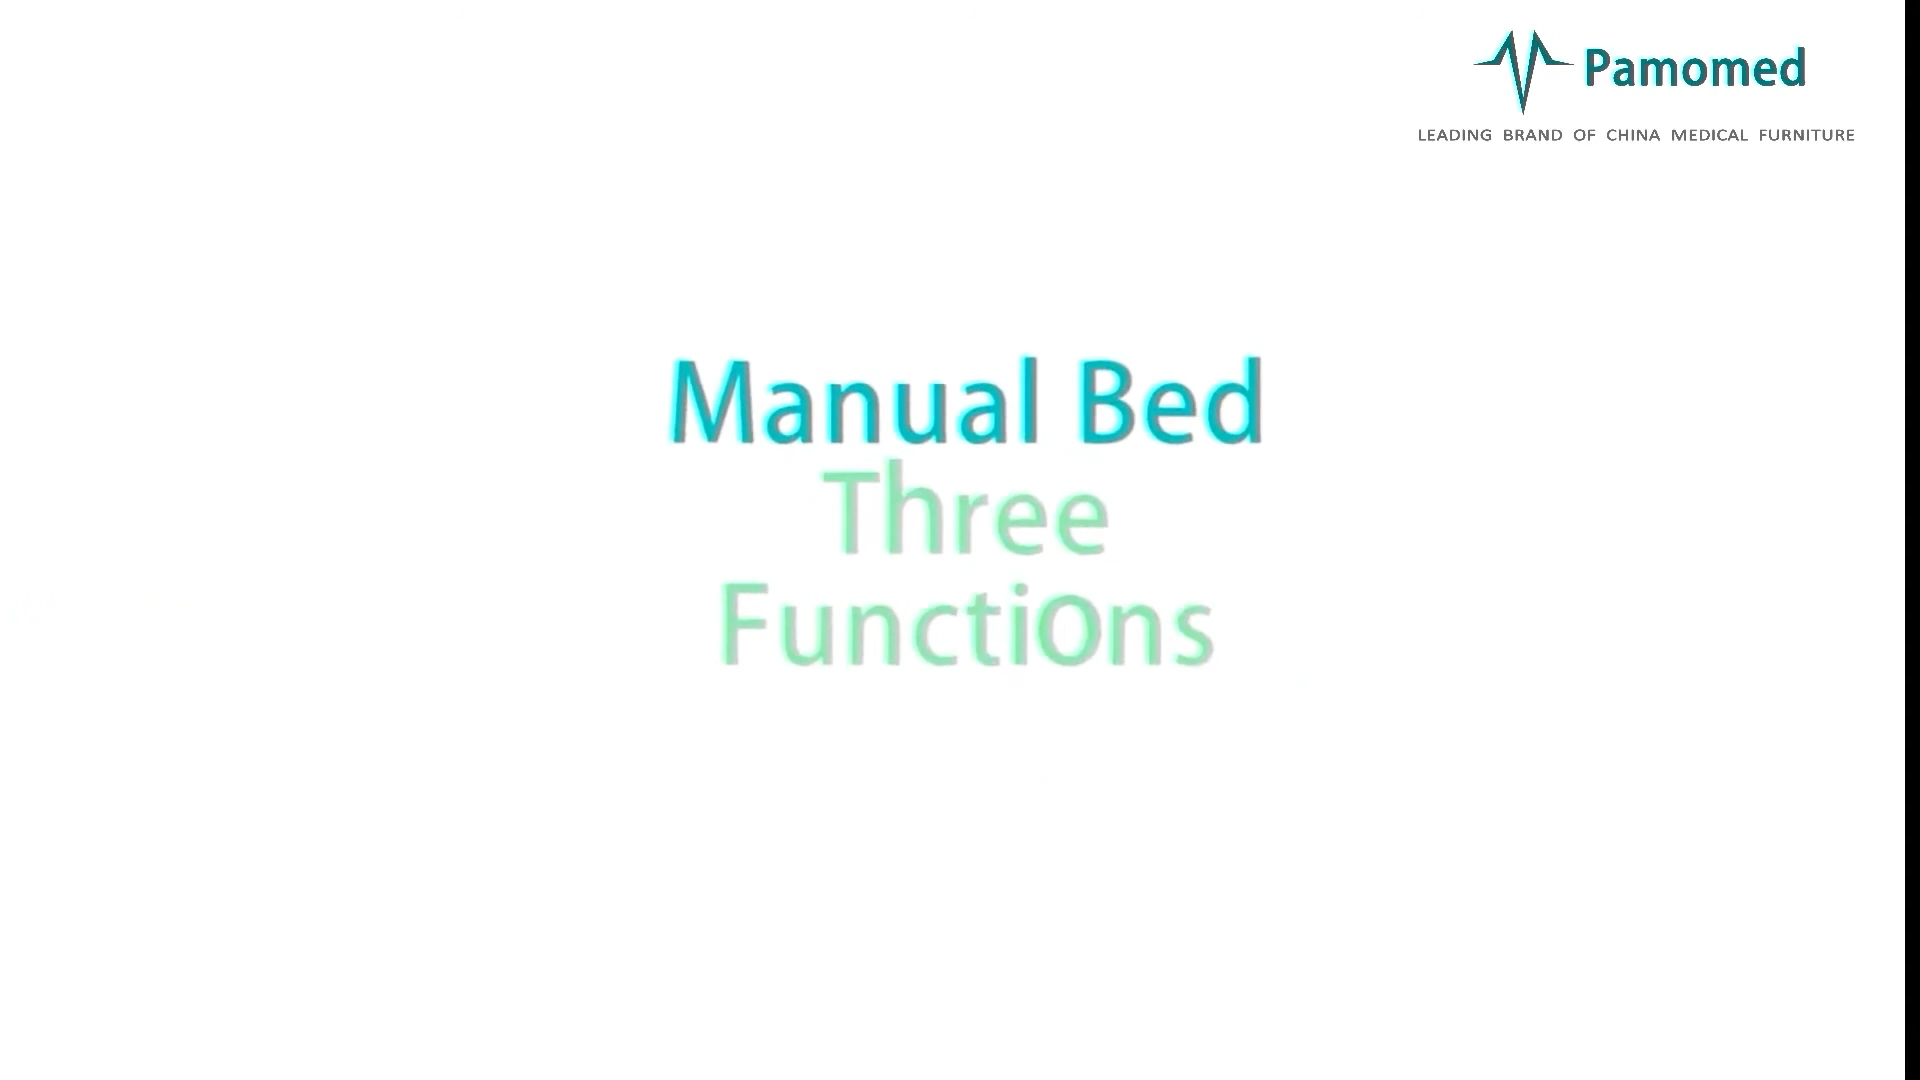 Pamomed
LEADING BRAND OF CHINA MEDICAL FURNITURE
Manual Bed
Three
Functions